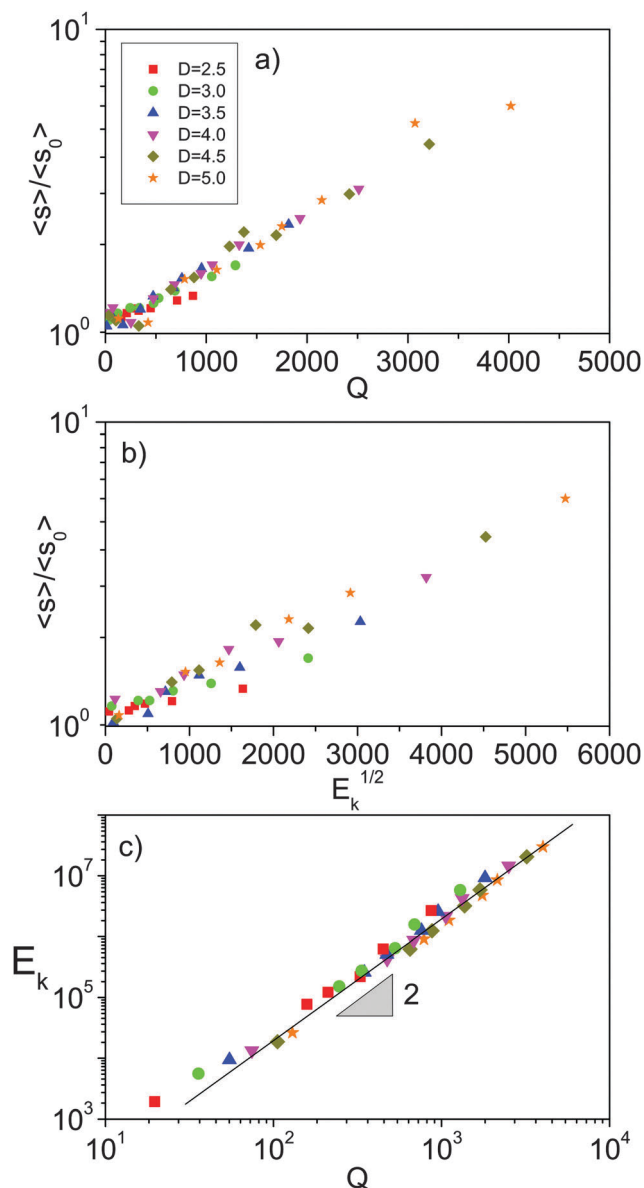 10^1
a)
D=2.5
D=3.0
D=3.5
D=4.0
D=4.5
D=5.0
<s>/<s_0>
10^0
0 1000 2000 3000 4000 5000
Q
10^1
b)
<s>/<s_0>
10^0
0 1000 2000 3000 4000 5000 6000
E_k^{1/2}
c)
10^7
E_k
10^5
2
10^3
10^1 10^2 10^3 10^4
Q